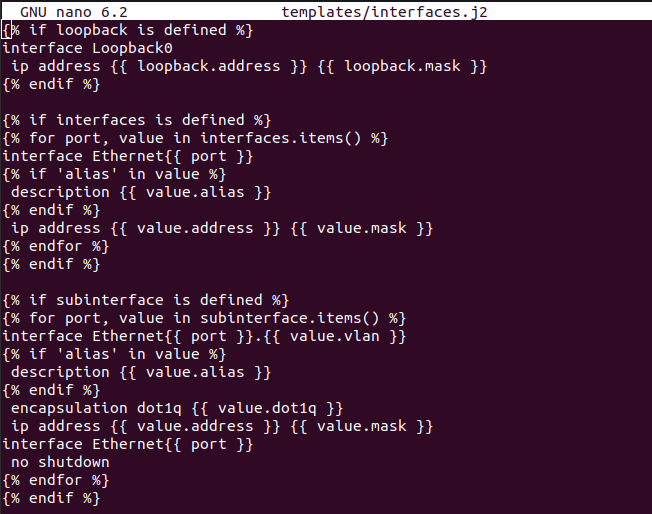 GNU nano 6.2 templates/interfaces.j2
{% if loopback is defined %}
interface Loopback0
 ip address {{ loopback.address }} {{ loopback.mask }}
{% endif %}

{% if interfaces is defined %}
{% for port, value in interfaces.items() %}
interface Ethernet{{ port }}
{% if 'alias' in value %}
 description {{ value.alias }}
{% endif %}
 ip address {{ value.address }} {{ value.mask }}
{% endfor %}
{% endif %}

{% if subinterface is defined %}
{% for port, value in subinterface.items() %}
interface Ethernet{{ port }}.{{ value.vlan }}
{% if 'alias' in value %}
 description {{ value.alias }}
{% endif %}
 encapsulation dot1q {{ value.dot1q }}
 ip address {{ value.address }} {{ value.mask }}
interface Ethernet{{ port }}
 no shutdown
{% endfor %}
{% endif %}